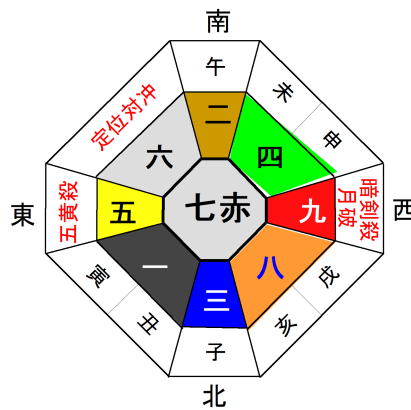 南
午
定位対冲
未
申
二
六
四
東
五黄殺
五
七赤
九
暗剣殺
月破
西
一
三
八
寅
丑
子
亥
戌
北